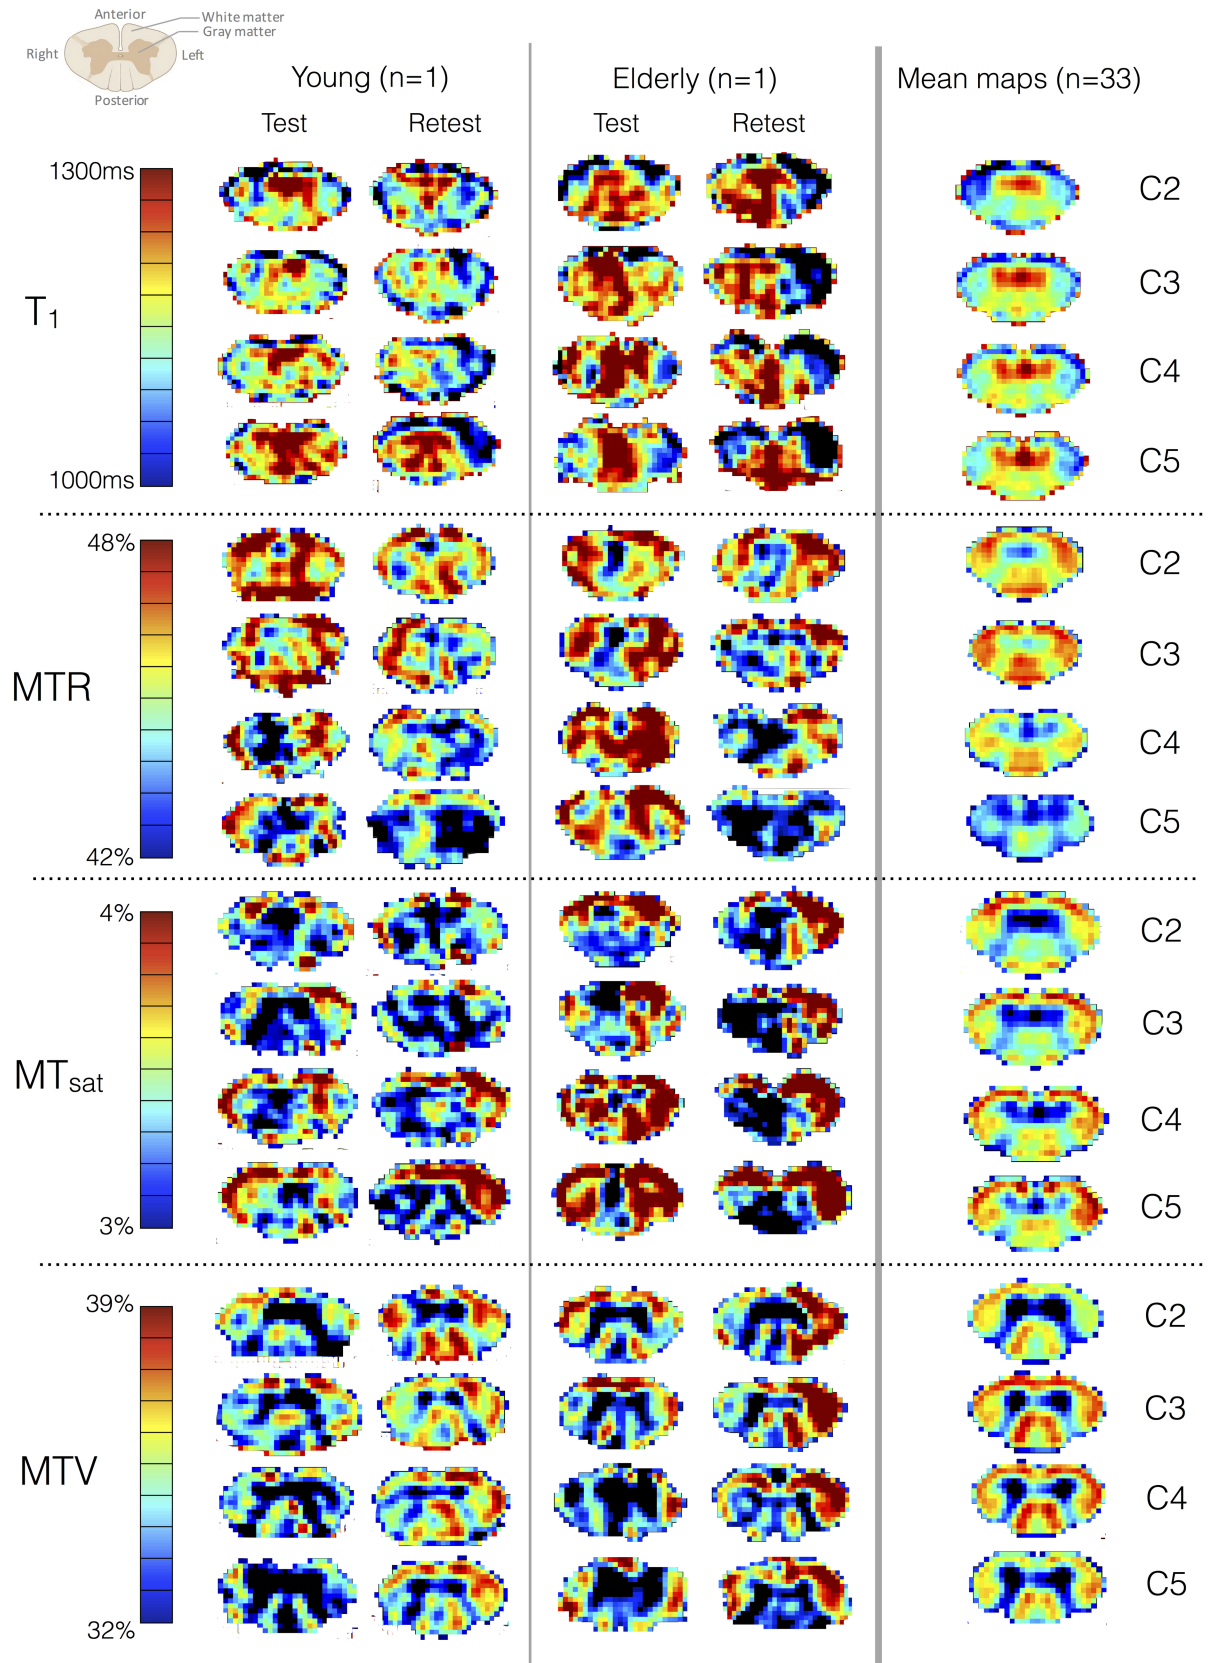 Anterior
White matter
Gray matter
Right
Left
Posterior
Young (n=1)
Elderly (n=1)
Mean maps (n=33)
Test
Retest
Test
Retest
1300ms
T1
1000ms
C2
C3
C4
C5
48%
MTR
42%
C2
C3
C4
C5
4%
MTsat
3%
C2
C3
C4
C5
39%
MTV
32%
C2
C3
C4
C5